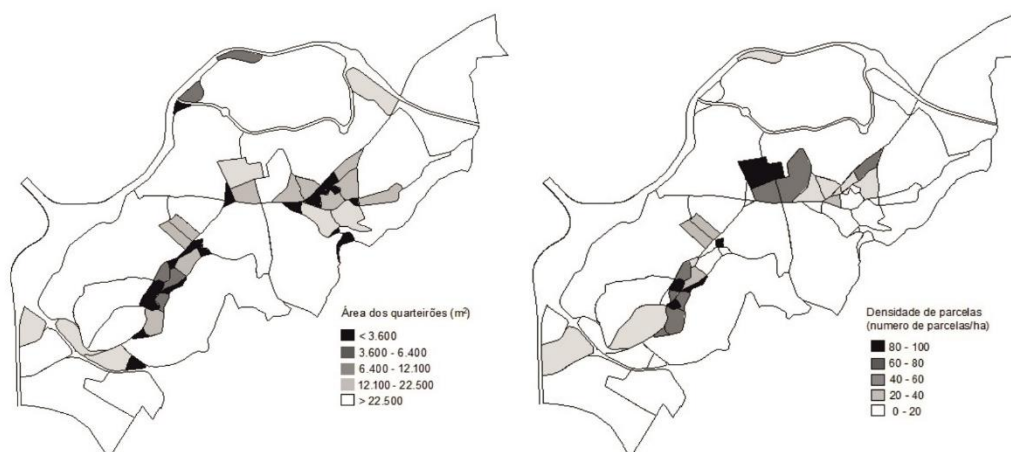 Área dos quarteirões (m²)
< 3.600
3.600 - 6.400
6.400 - 12.100
12.100 - 22.500
> 22.500
Densidade de parcelas
(numero de parcelas/ha)
80 - 100
60 - 80
40 - 60
20 - 40
0 - 20